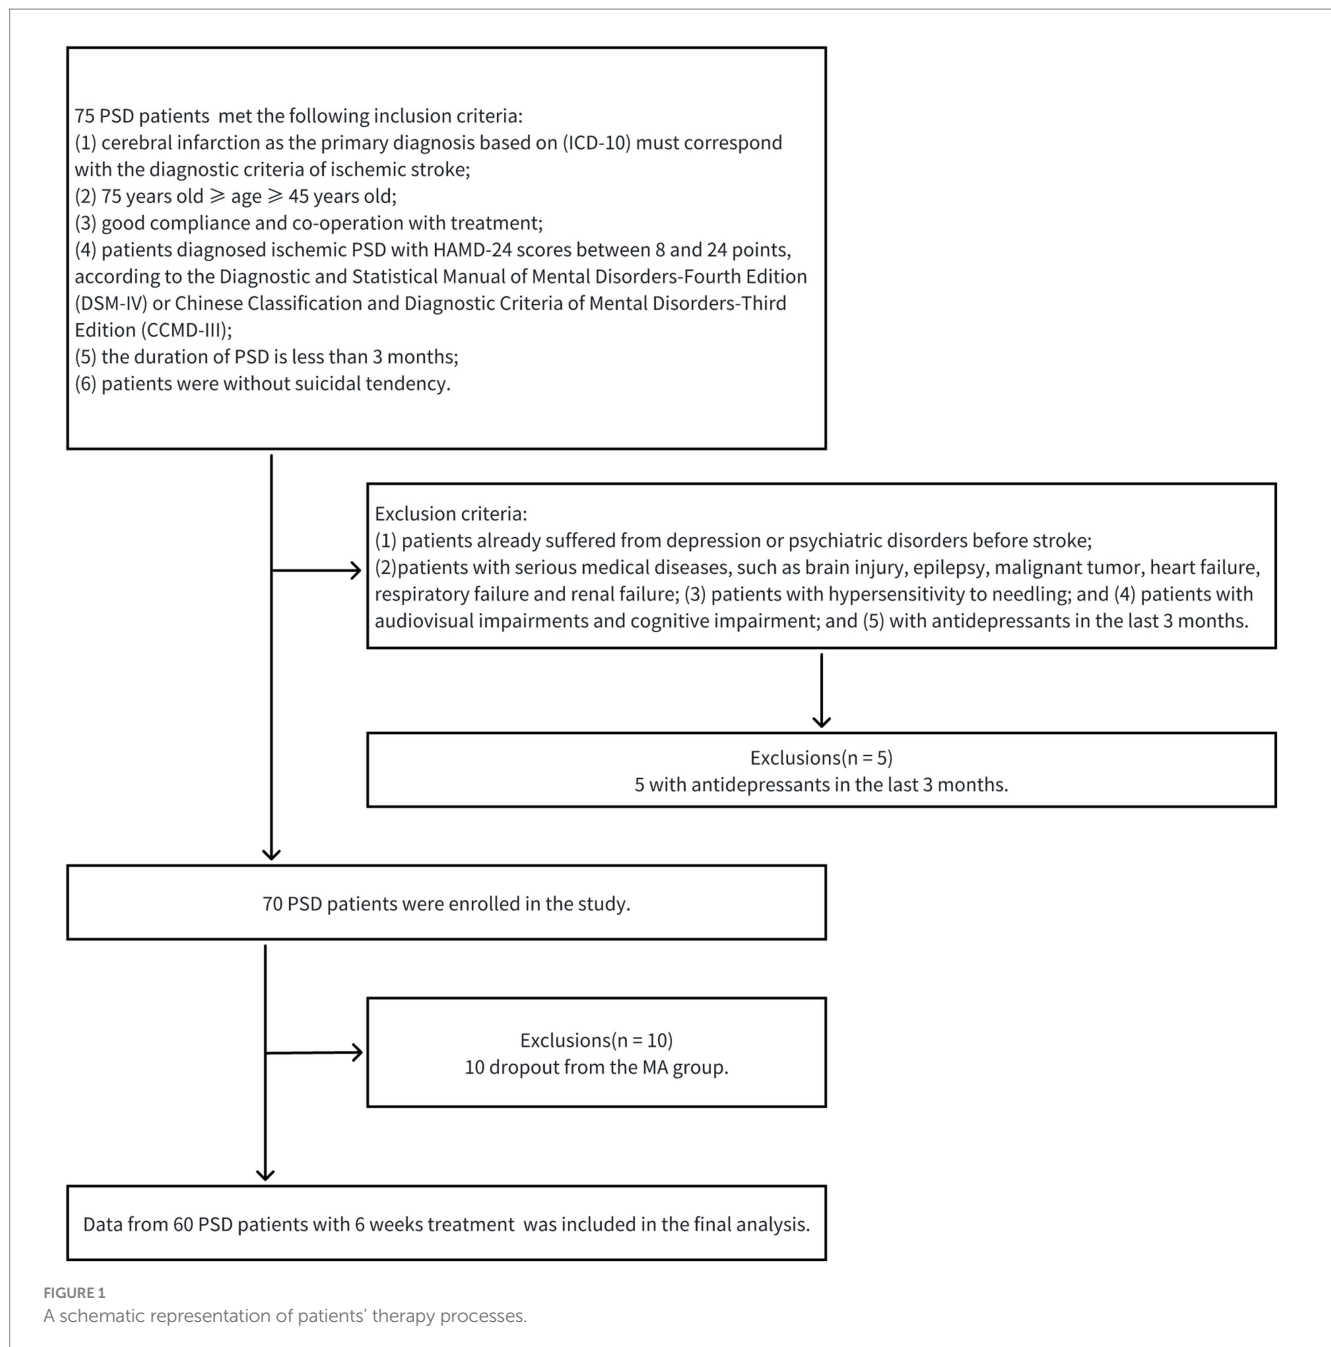 75 PSD patients  met the following inclusion criteria:
(1) cerebral infarction as the primary diagnosis based on (ICD-10) must correspond
with the diagnostic criteria of ischemic stroke;
(2) 75 years old ⩾ age ⩾ 45 years old;
(3) good compliance and co-operation with treatment;
(4) patients diagnosed ischemic PSD with HAMD-24 scores between 8 and 24 points,
according to the Diagnostic and Statistical Manual of Mental Disorders-Fourth Edition
(DSM-IV) or Chinese Classification and Diagnostic Criteria of Mental Disorders-Third
Edition (CCMD-III);
(5) the duration of PSD is less than 3 months;
(6) patients were without suicidal tendency.
Exclusion criteria:
(1) patients already suffered from depression or psychiatric disorders before stroke;
(2)patients with serious medical diseases, such as brain injury, epilepsy, malignant tumor, heart failure,
respiratory failure and renal failure; (3) patients with hypersensitivity to needling; and (4) patients with
audiovisual impairments and cognitive impairment; and (5) with antidepressants in the last 3 months.
Exclusions(n = 5)
5 with antidepressants in the last 3 months.
70 PSD patients were enrolled in the study.
Exclusions(n = 10)
10 dropout from the MA group.
Data from 60 PSD patients with 6 weeks treatment  was included in the final analysis.
FIGURE 1
A schematic representation of patients' therapy processes.